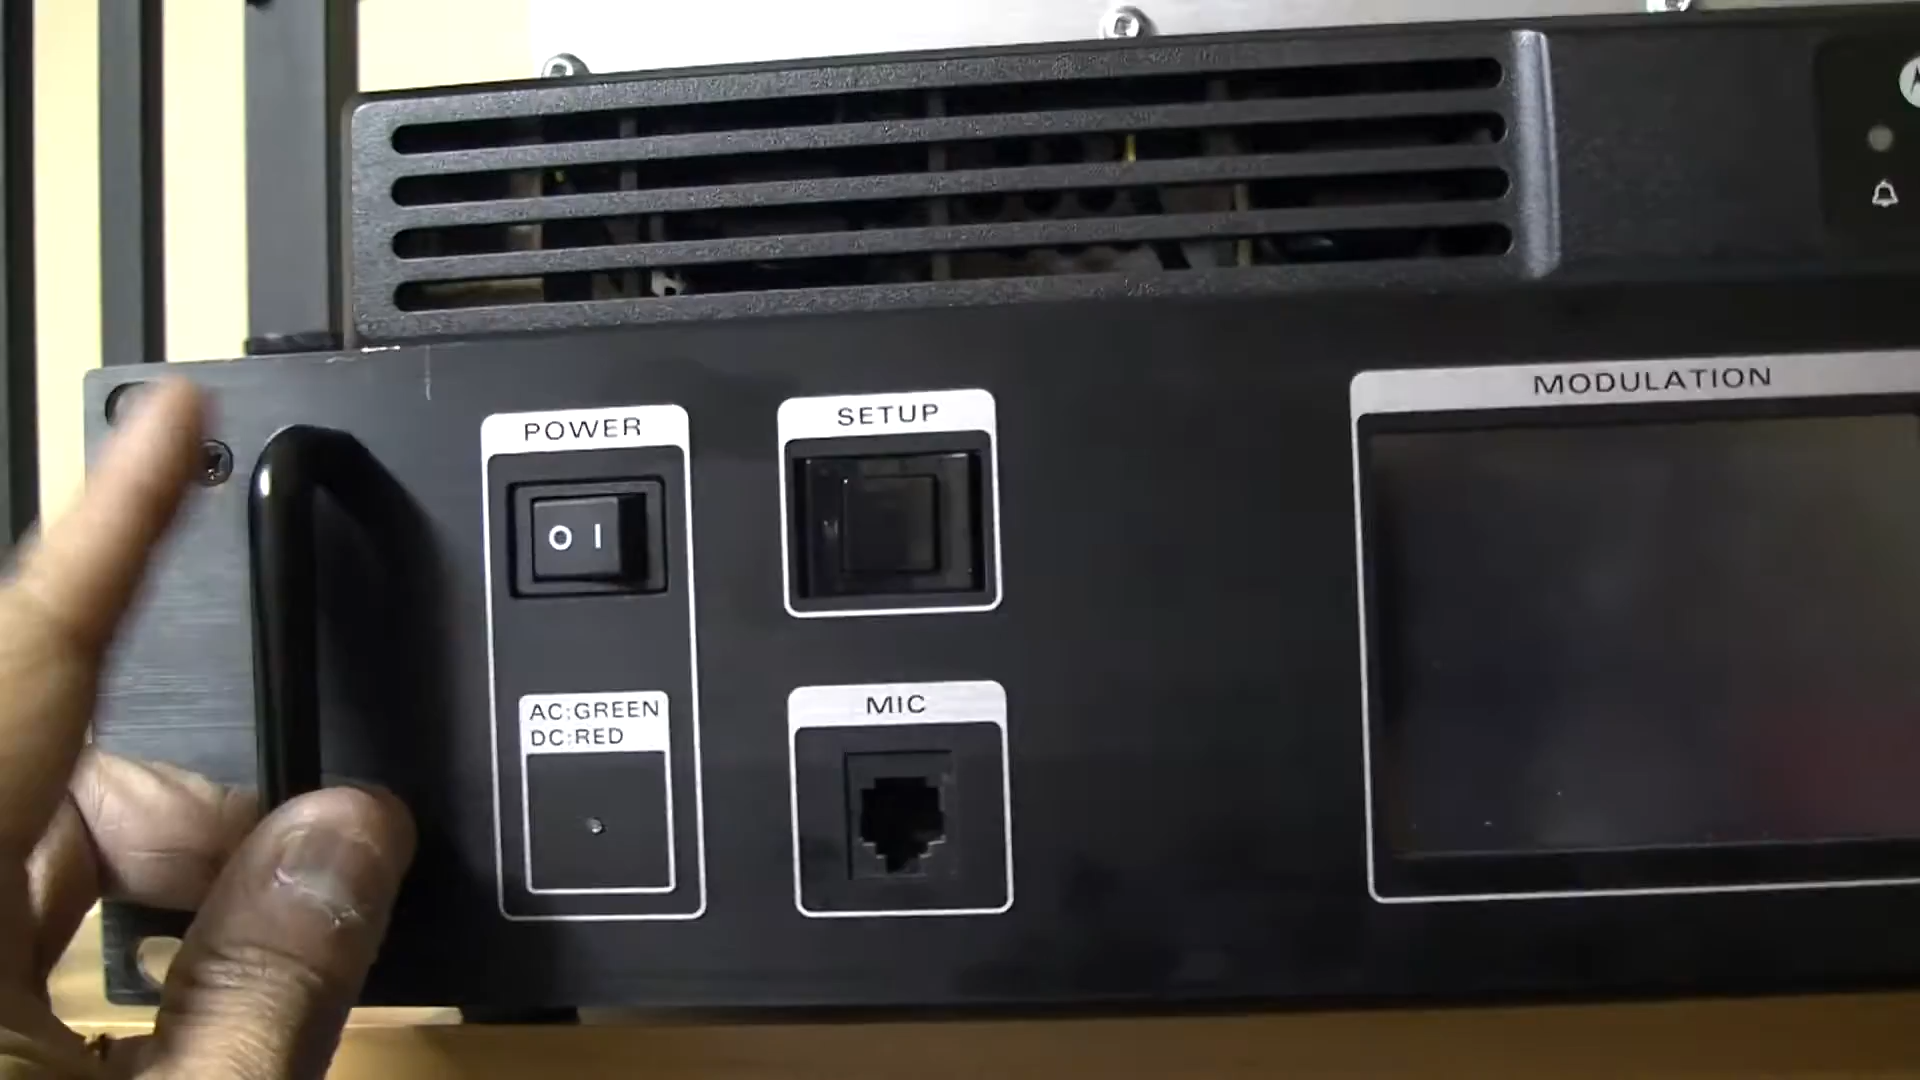 POWER
SETUP
MODULATION
O I
AC:GREEN
DC:RED
MIC